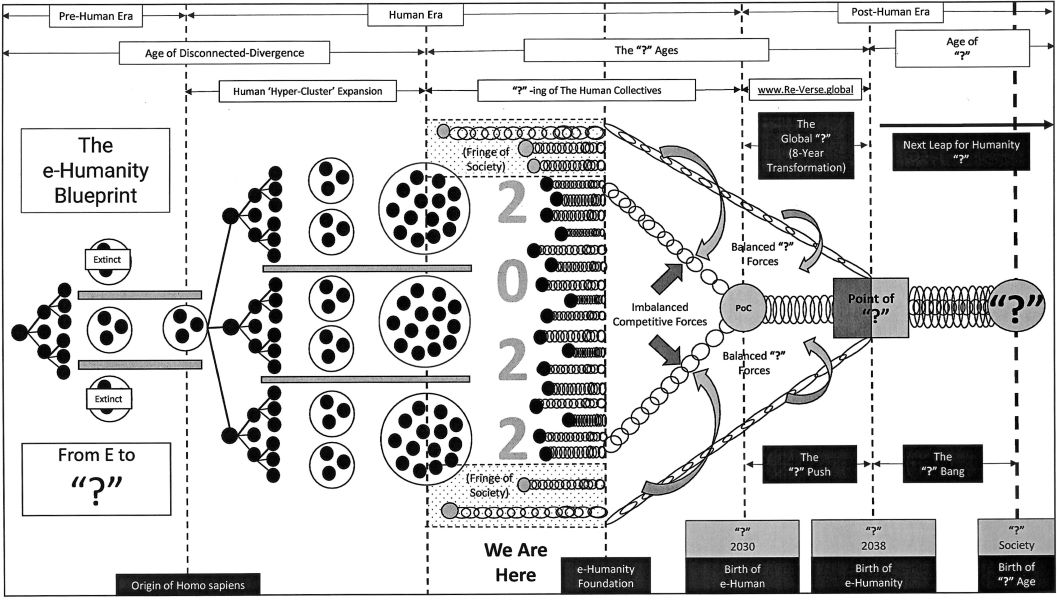 Pre-Human Era
Human Era
Post-Human Era
Age of Disconnected-Divergence
The "?" Ages
Age of
"?"
Human 'Hyper-Cluster' Expansion
"?" -ing of The Human Collectives
www.Re-Verse.global
The
e-Humanity
Blueprint
(Fringe of
Society)
The
Global "?"
(8-Year
Transformation)
Next Leap for Humanity
"?"
Extinct
2
0
2
2
Balanced "?"
Forces
Imbalanced
Competitive Forces
PoC
Point of
"?"
"?"
Balanced "?"
Forces
Extinct
From E to
"?"
(Fringe of
Society)
The
"?" Push
The
"?" Bang
We Are
Here
Origin of Homo sapiens
e-Humanity
Foundation
"?"
2030
Birth of
e-Human
"?"
2038
Birth of
e-Humanity
"?"
Society
Birth of
"?" Age